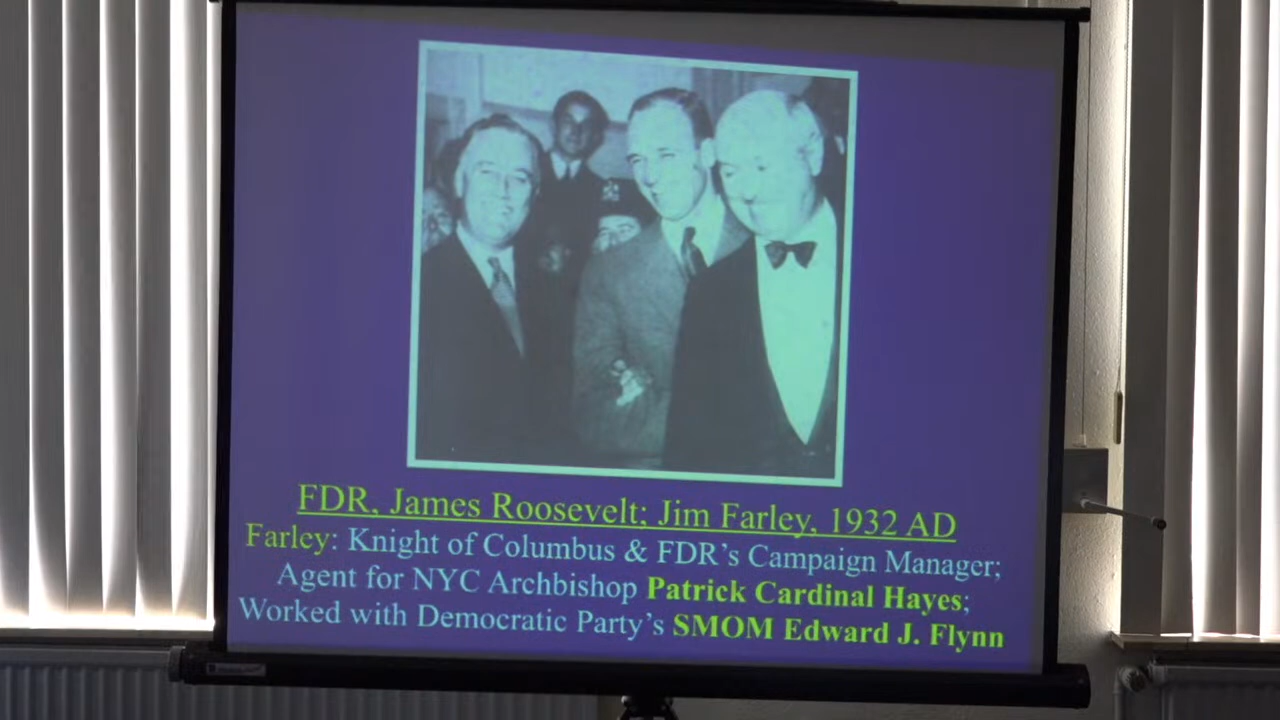 FDR, James Roosevelt; Jim Farley, 1932 AD
Farley: Knight of Columbus & FDR's Campaign Manager;
Agent for NYC Archbishop Patrick Cardinal Hayes;
Worked with Democratic Party's SMOM Edward J. Flynn